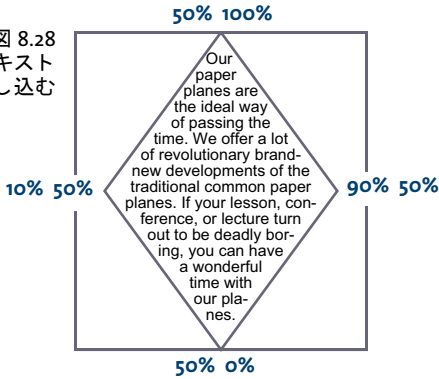 50% 100%
図 8.28
キスト
し込む
Our
paper
planes are
the ideal way
of passing the
time. We offer a lot
of revolutionary brand-
new developments of the
traditional common paper
planes. If your lesson, con-
ference, or lecture turn
out to be deadly bor-
ing, you can have
a wonderful
time with
our pla-
nes.
10% 50%
90% 50%
50% 0%